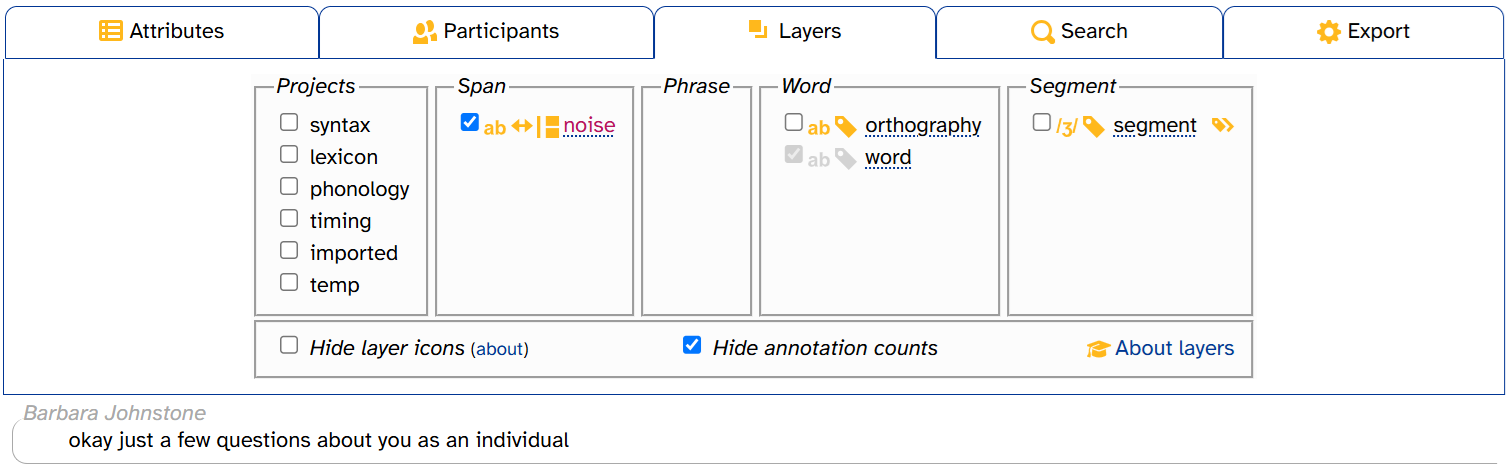 Attributes Participants Layers Search Export
Projects Span Phrase Word Segment
syntax ab noise ab orthography /ʒ/ segment
lexicon ab word
phonology
timing
imported
temp
Hide layer icons (about) Hide annotation counts About layers
Barbara Johnstone
okay just a few questions about you as an individual